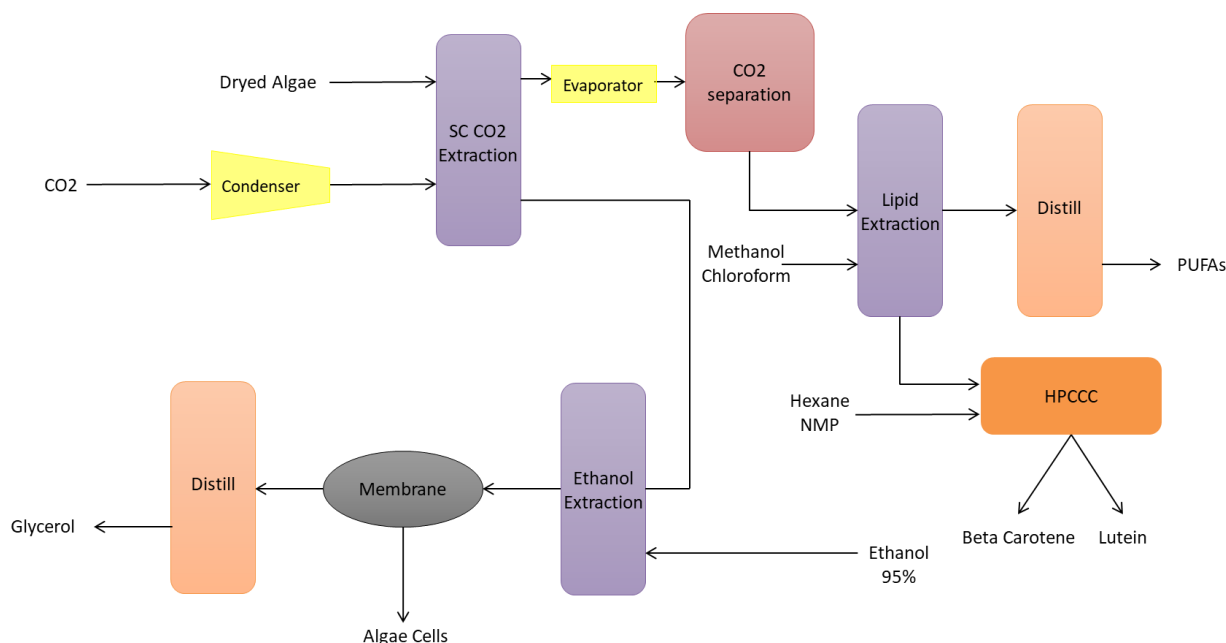 Dryed Algae
CO2
Condenser
SC CO2
Extraction
Evaporator
CO2
separation
Methanol
Chloroform
Lipid
Extraction
Distill
PUFAs
Hexane
NMP
HPCCC
Beta Carotene
Lutein
Ethanol
95%
Ethanol
Extraction
Membrane
Algae Cells
Distill
Glycerol